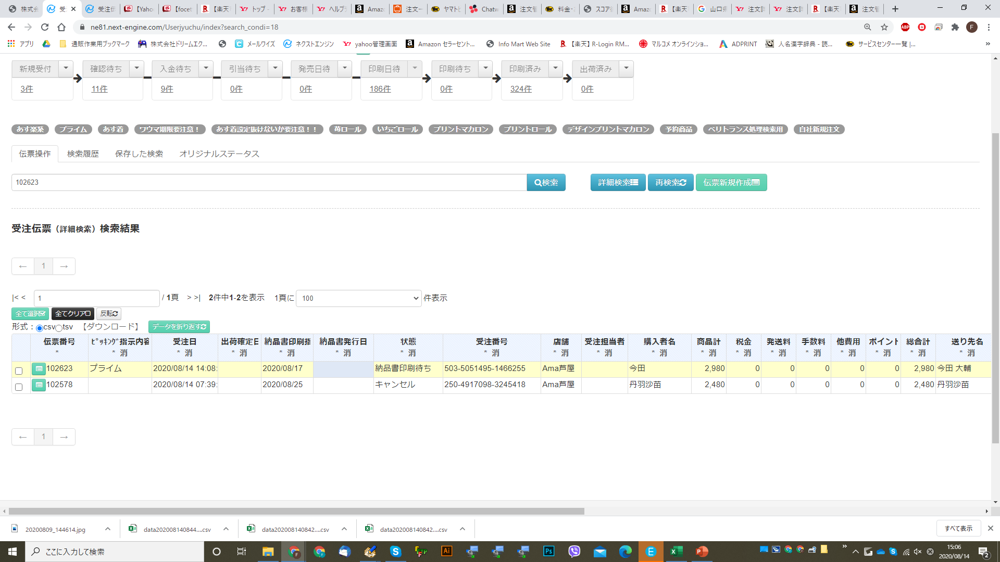 株式会
受
受注伝
【Yaho
【focet
【楽天
トップ -
お客様
ヘルプ
Amazo
注文ー
ヤマトヒ
Chatw
注文管
料金・
スコア
Amazo
【楽天
山口県
注文
注文
【楽天
注文管
ne81.next-engine.com/Userjyuchu/index?search_condi=18
アプリ
通販作業用ブックマーク
株式会社ドリームエク...
メールワイズ
ネクストエンジン
yahoo管理画面
Amazon セラーセント...
Info Mart Web Site
【楽天】R-Login RM...
マルコメ オンラインショ...
ADPRINT
人名漢字辞典 - 読...
サービスセンター一覧 |...
新規受付 確認待ち 入金待ち 引当待ち 発売日待 印刷日待 印刷待ち 印刷済み 出荷済み
3件 11件 9件 0件 0件 186件 0件 324件 0件
あす楽系 プライム あす着 ワウマ期限要注意！ あす着設定抜けないか要注意！！ 苺ロール いちごロール プリントマカロン プリントロール デザインプリントマカロン 予約商品 ベリトランス処理検索用 自社新規注文
伝票操作 検索履歴 保存した検索 オリジナルステータス
102623 検索 詳細検索 再検索 伝票新規作成
受注伝票（詳細検索）検索結果
← 1 →
|< < 1 / 1頁 > >| 2件中1-2を表示 1頁に 100 件表示
全て選択 全てクリア 反転
形式：csv tsv 【ダウンロード】 データを折り返す
伝票番号 ﾋﾟｯｷﾝｸﾞ指示内容 受注日 出荷確定日 納品書印刷指 納品書発行日 状態 受注番号 店舗 受注担当者 購入者名 商品計 税金 発送料 手数料 他費用 ポイント 総合計 送り先名
* * 消 * 消 * 消 * 消 * 消 * 消 * 消 * 消 * 消 * 消 * 消 * 消 * 消 * 消 * 消 * 消 * 消 * 消
102623 プライム 2020/08/14 14:08: 2020/08/17 納品書印刷待ち 503-5051495-1466255 Ama芦屋 今田 2,980 0 0 0 0 0 2,980 今田 大輔
102578 2020/08/14 07:39: 2020/08/25 キャンセル 250-4917098-3245418 Ama芦屋 丹羽沙苗 2,480 0 0 0 0 0 2,480 丹羽沙苗
← 1 →
20200809_144614.jpg data202008140844....csv data202008140842....csv data202008140842....csv すべて表示
ここに入力して検索
15:06
2020/08/14
2